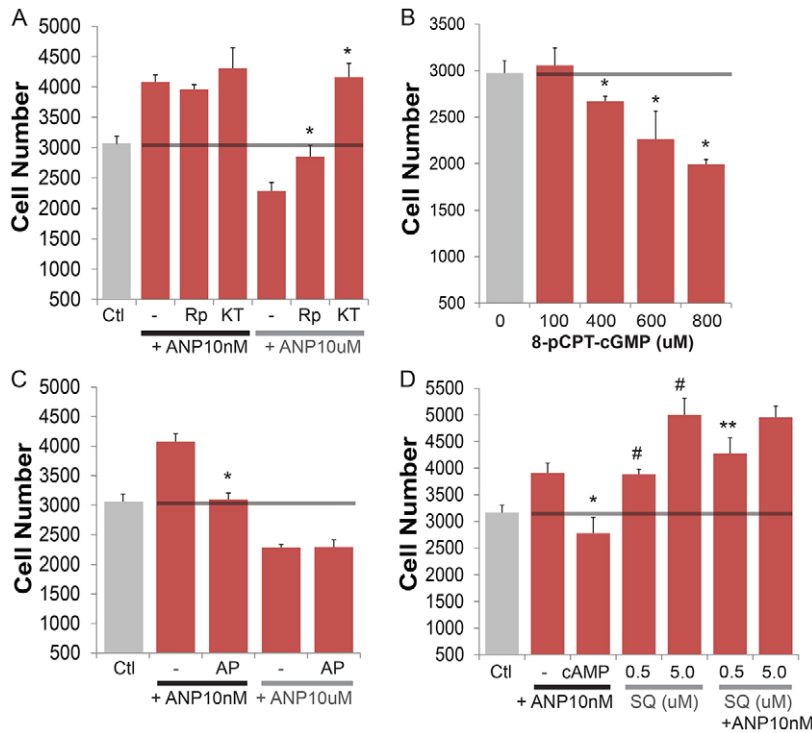 A
Cell Number
5000
4500
4000
3500
3000
2500
2000
1500
1000
500
* *
Ctl - Rp KT - Rp KT
+ ANP10nM + ANP10uM
B
Cell Number
3500
3000
2500
2000
1500
1000
500
* * *
0 100 400 600 800
8-pCPT-cGMP (uM)
C
Cell Number
5000
4500
4000
3500
3000
2500
2000
1500
1000
500
*
Ctl - AP - AP
+ ANP10nM + ANP10uM
D
Cell Number
5500
5000
4500
4000
3500
3000
2500
2000
1500
1000
500
* # # **
Ctl - cAMP 0.5 5.0 0.5 5.0
+ ANP10nM SQ (uM) SQ (uM)
+ANP10nM